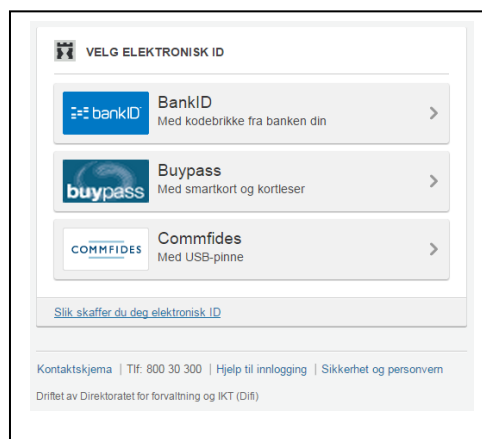 VELG ELEKTRONISK ID
bankID
BankID
Med kodebrikke fra banken din
buypass
Buypass
Med smartkort og kortleser
COMMFIDES
Commfides
Med USB-pinne
Slik skaffer du deg elektronisk ID
Kontaktskjema | Tlf: 800 30 300 | Hjelp til innlogging | Sikkerhet og personvern
Driftet av Direktoratet for forvaltning og IKT (Difi)